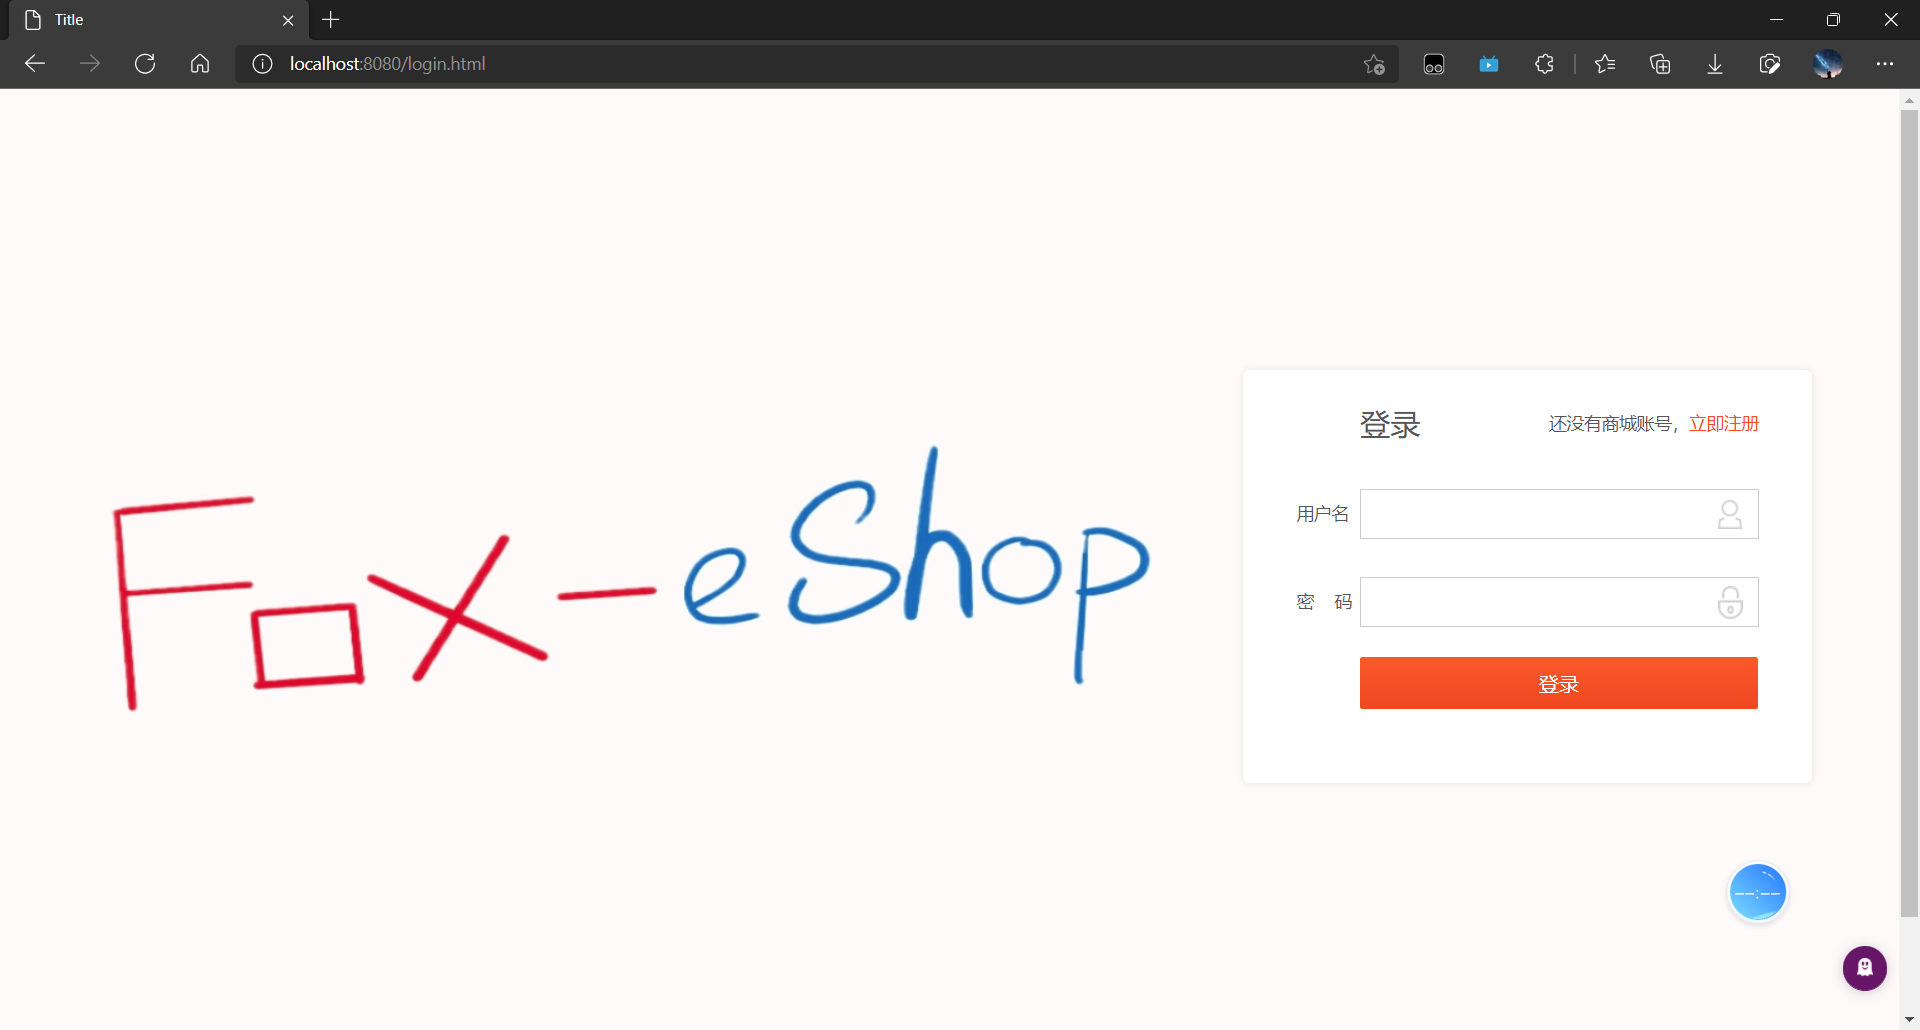 Title
localhost:8080/login.html
Fox-eShop
登录
还没有商城账号，立即注册
用户名
密 码
登录
--:--